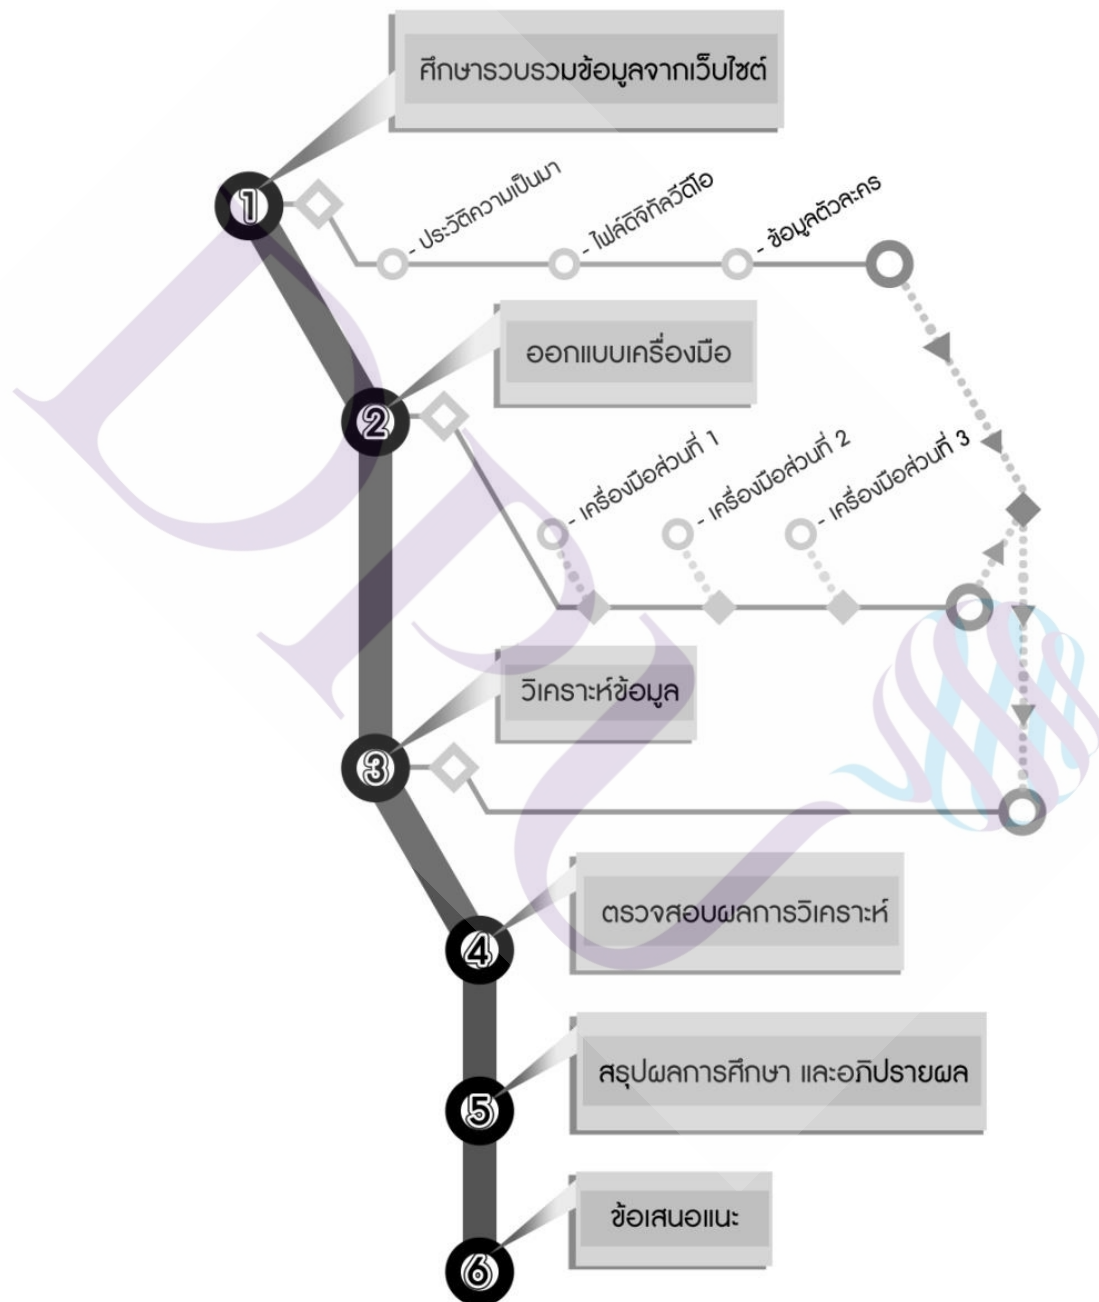 ศึกษารวบรวมข้อมูลจากเว็บไซต์
1
- ประวัติความเป็นมา
- ไฟล์ดิจิทัลวีดีโอ
- ข้อมูลตัวละคร
ออกแบบเครื่องมือ
2
- เครื่องมือส่วนที่ 1
- เครื่องมือส่วนที่ 2
- เครื่องมือส่วนที่ 3
วิเคราะห์ข้อมูล
3
ตรวจสอบผลการวิเคราะห์
4
สรุปผลการศึกษา และอภิปรายผล
5
ข้อเสนอแนะ
6
DPU